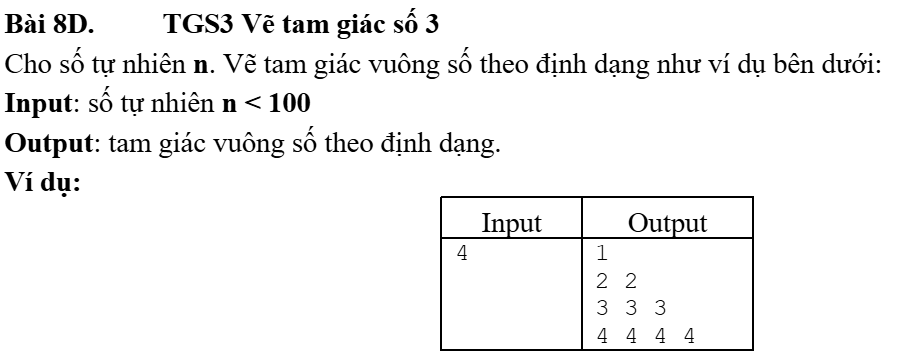 Bài 8D. TGS3 Vẽ tam giác số 3
Cho số tự nhiên n. Vẽ tam giác vuông số theo định dạng như ví dụ bên dưới:
Input: số tự nhiên n < 100
Output: tam giác vuông số theo định dạng.
Ví dụ:
Input Output
4 1
2 2
3 3 3
4 4 4 4